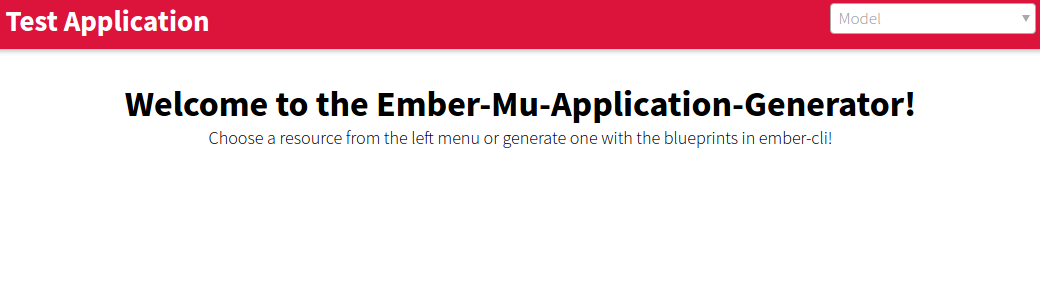 Test Application
Model
Welcome to the Ember-Mu-Application-Generator!
Choose a resource from the left menu or generate one with the blueprints in ember-cli!